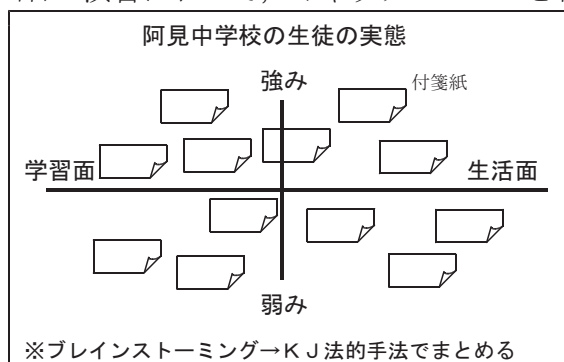 阿見中学校の生徒の実態
強み
付箋紙
学習面
生活面
弱み
※ブレインストーミング→ＫＪ法的手法でまとめる